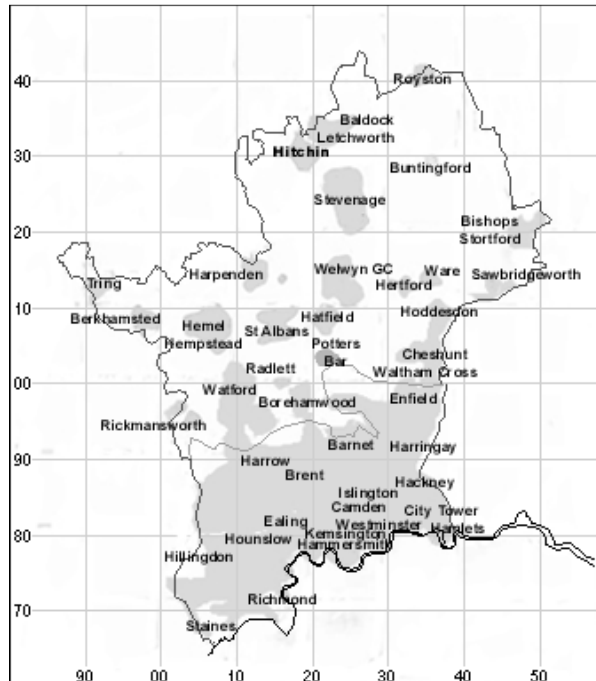 40
Royston
Baldock
Letchworth
30
Hitchin
Buntingford
Stevenage
20
Bishops
Stortford
Tring
Harpenden
Welwyn GC
Ware
Hertford
Sawbridgeworth
10
Berkhamsted
Hemel
Hempstead
St Albans
Hatfield
Hoddesdon
Potters
Bar
Cheshunt
Radlett
Waltham Cross
00
Watford
Borehamwood
Enfield
Rickmansworth
Barnet
Harringay
90
Harrow
Brent
Hackney
Islington
Camden
City
Tower
Hamlets
80
Ealing
Westminster
Hounslow
Kemsington
Hammersmith
Hillingdon
70
Richmond
Staines
90 00 10 20 30 40 50